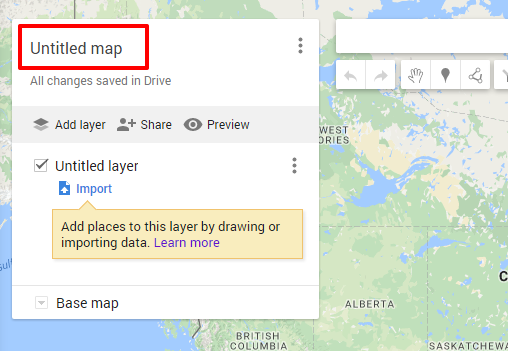 Untitled map
All changes saved in Drive
Add layer Share Preview
Untitled layer
Import
Add places to this layer by drawing or
importing data. Learn more
Base map
WEST
ORIES
ALBERTA
BRITISH
COLUMBIA
SASKATCHEWA
C